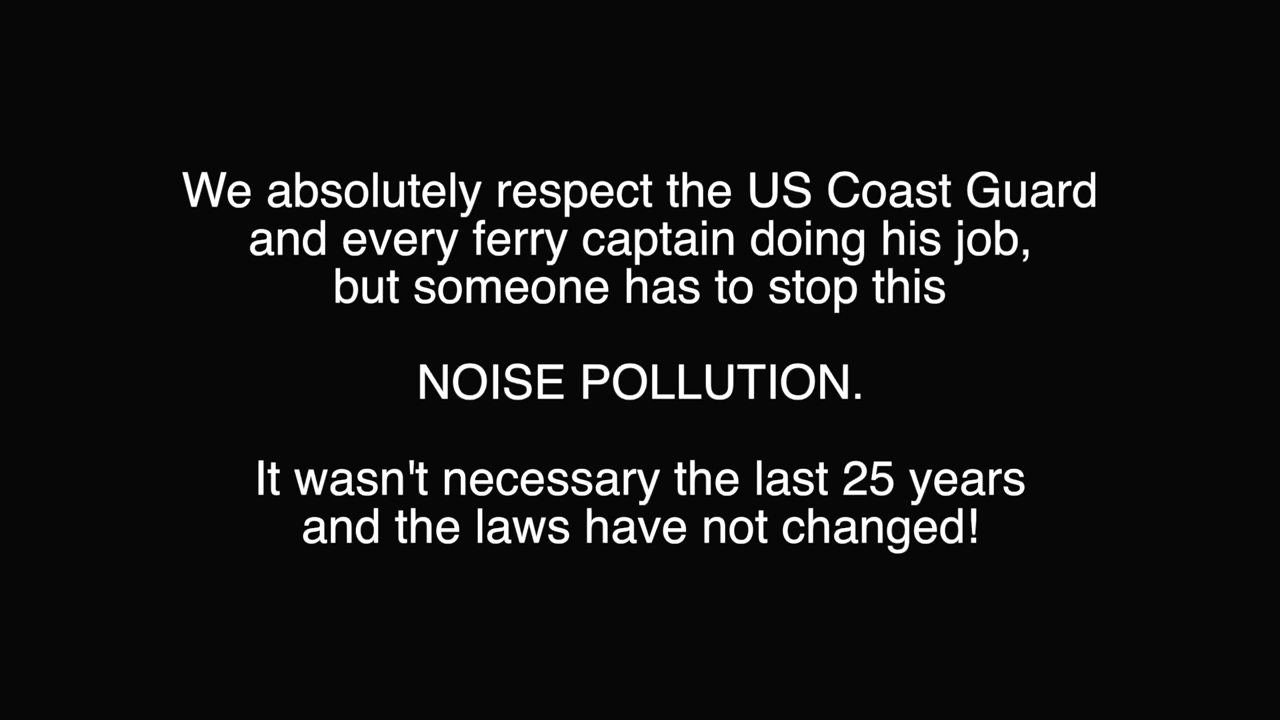 We absolutely respect the US Coast Guard
and every ferry captain doing his job,
but someone has to stop this
NOISE POLLUTION.
It wasn't necessary the last 25 years
and the laws have not changed!